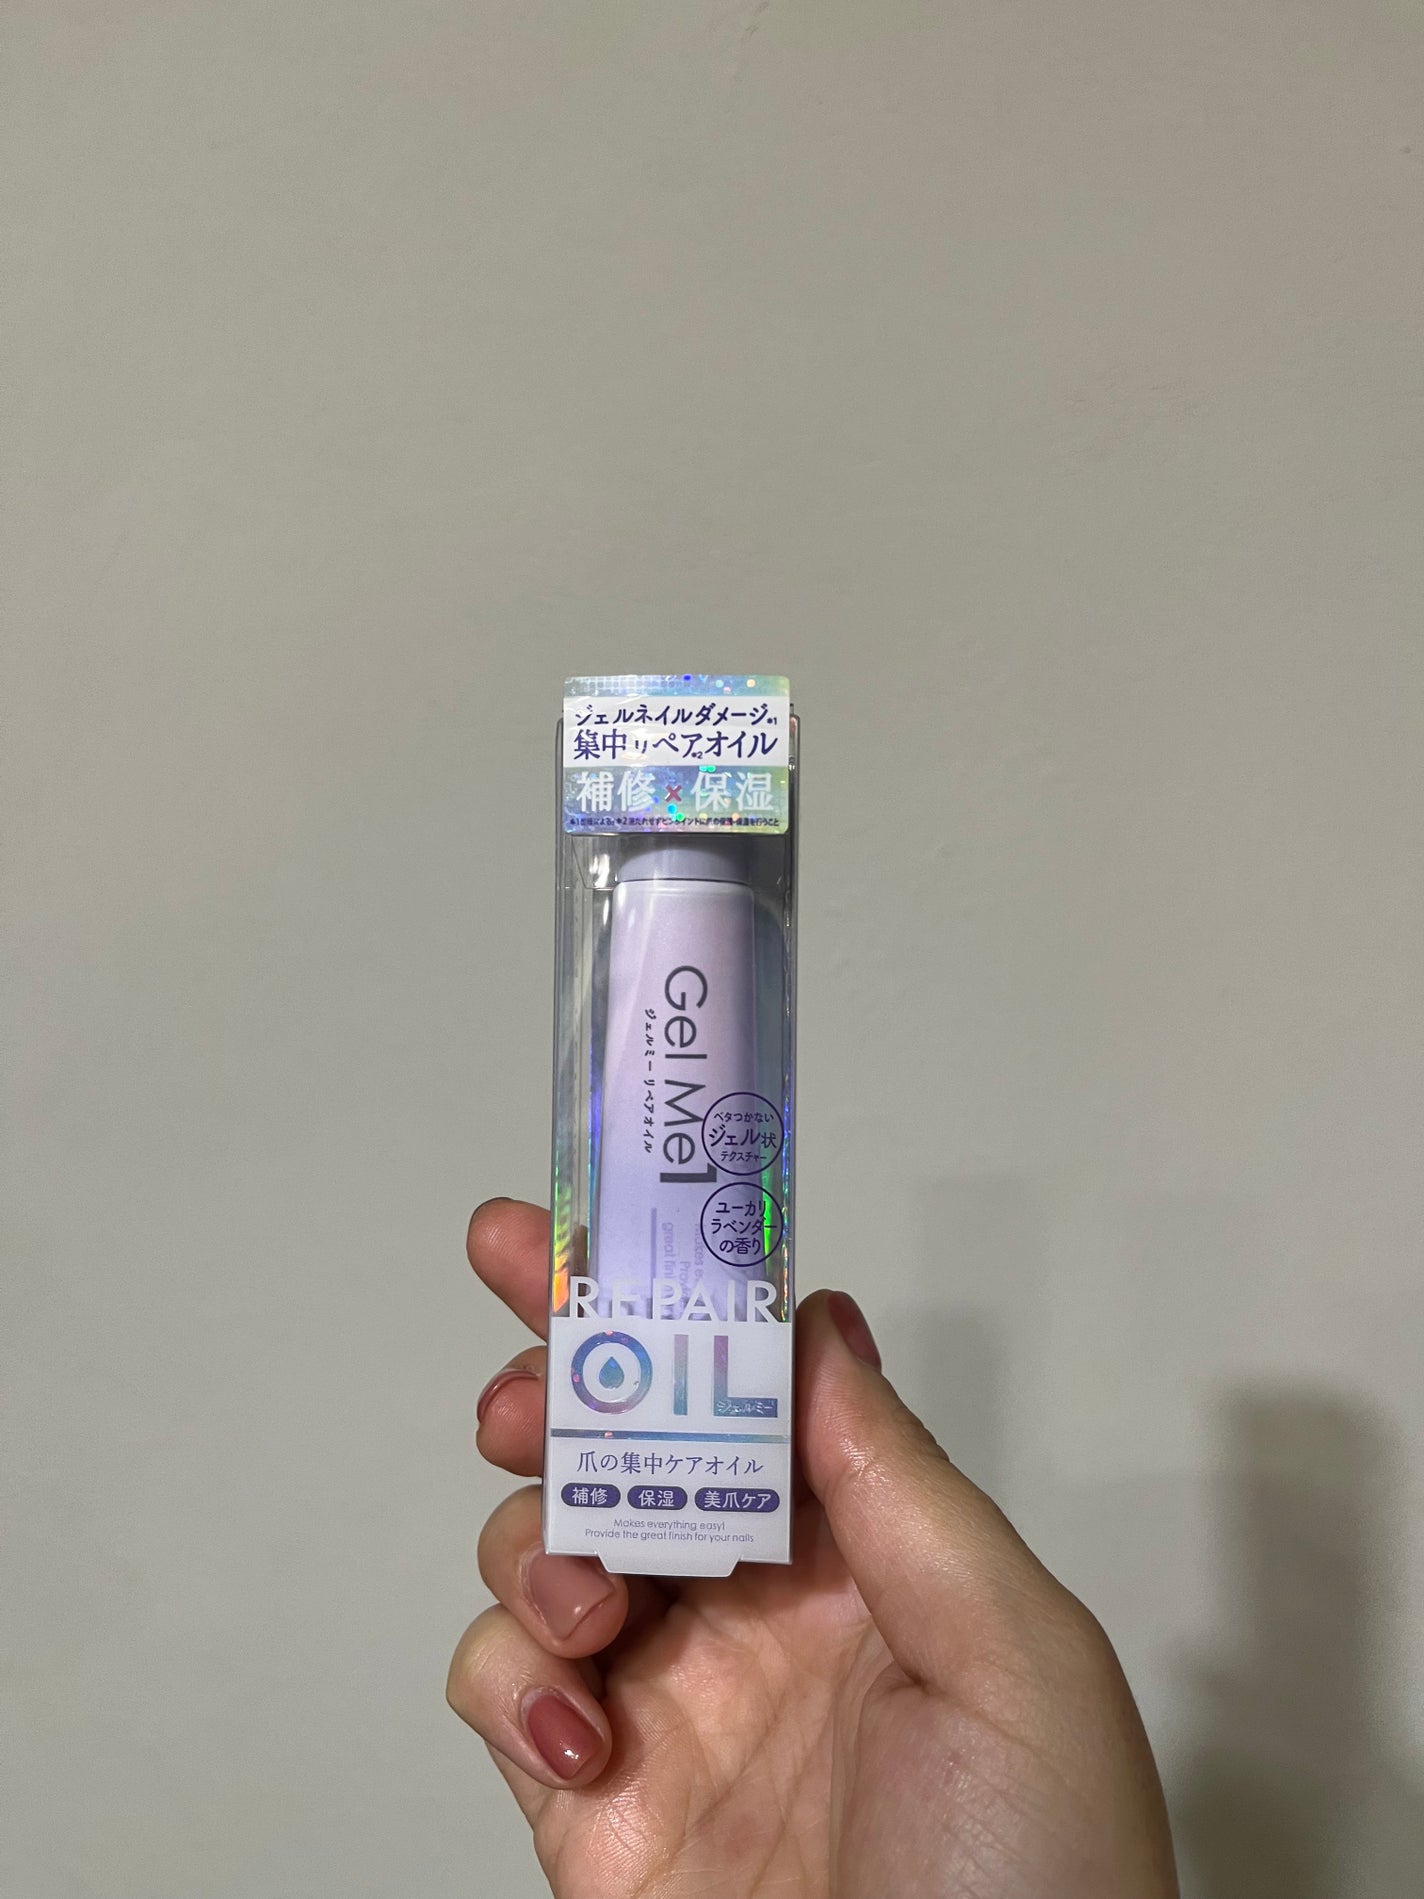 ジェルネイルダメージ※1
集中リペア※2オイル
補修×保湿
Gel Me1
ジェルミー リペアオイル
ベタつかない
ジェル状
テクスチャー
ユーカリ
ラベンダー
の香り
REPAIR
OIL
ジェルミー
爪の集中ケアオイル
補修 保湿 美爪ケア
Makes everything easy!
Provide the great finish for your nails